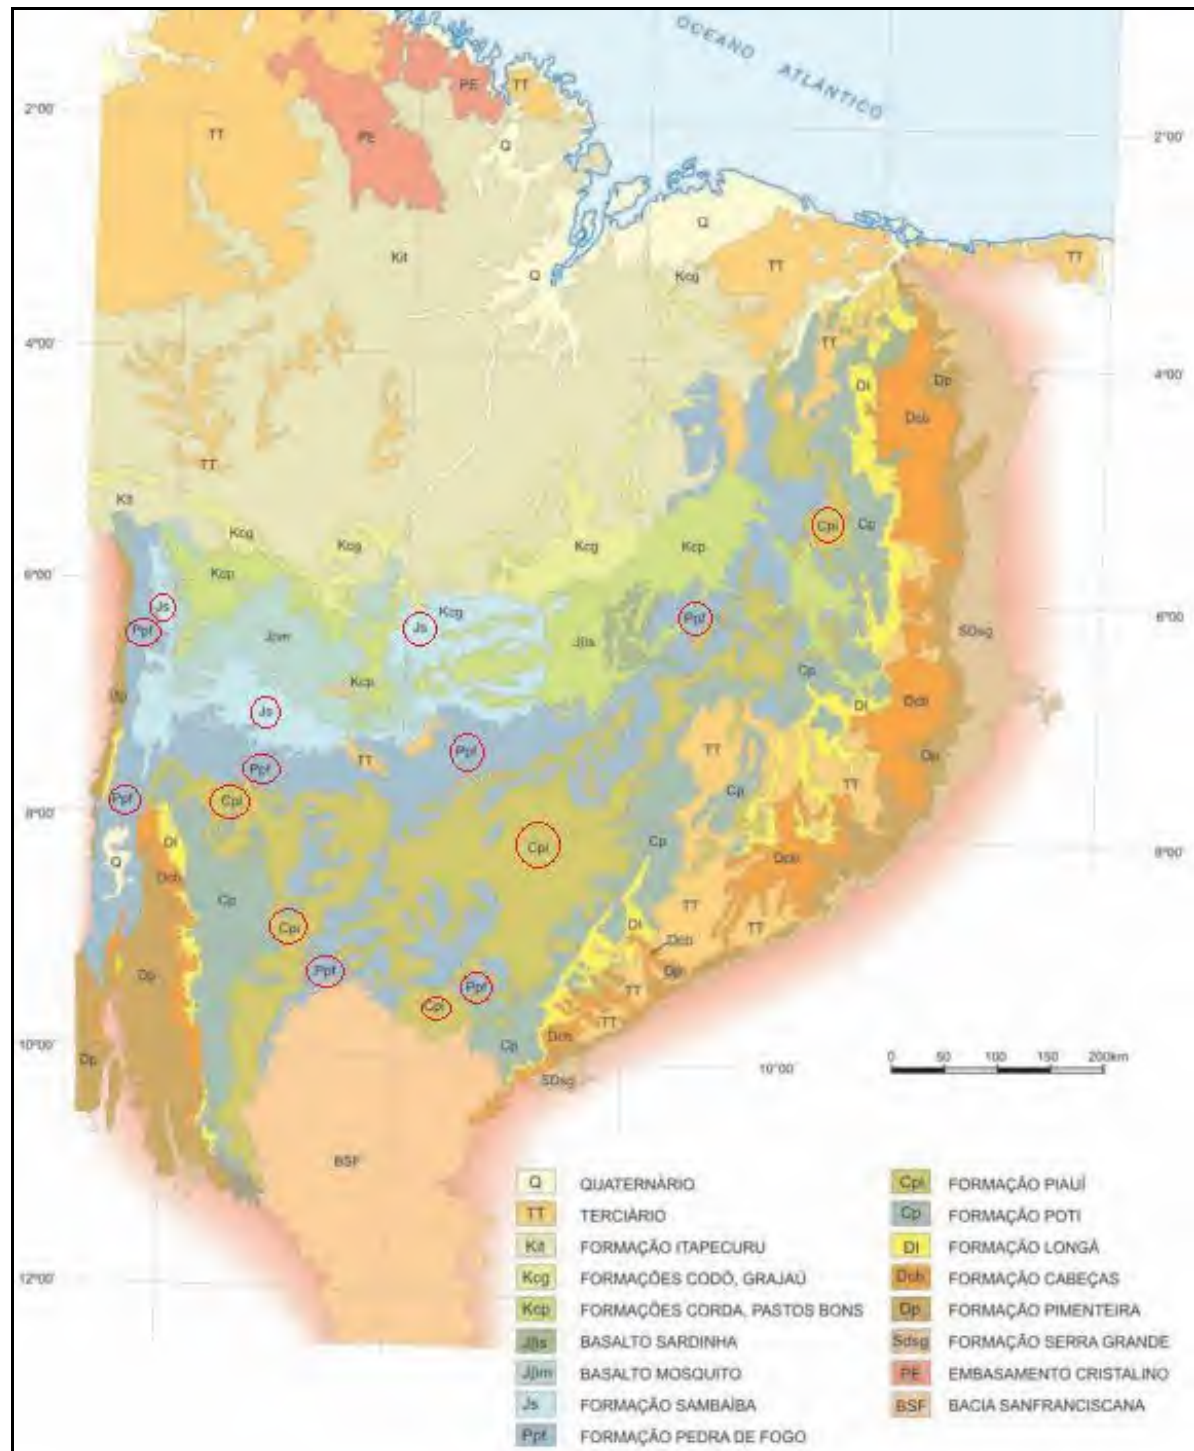 OCEANO ATLÂNTICO
PE
TT
2°00'
TT
PE
Q
2°00'
Q
Kit
Q
Kcg
TT
TT
4°00'
TT
4°00'
Dl
Dp
Dcb
TT
Kit
Kcg
Kcg
Kcg
Kcp
Cpi
Cp
Kcp
6°00'
Js
Ppf
Js
Kcg
Ppf
6°00'
Jβm
Jβs
SDsg
Kcp
Cp
Dp
Js
Dl
Dcb
Ppf
TT
Ppf
TT
Dp
Ppf
Cpi
Cp
TT
8°00'
Dl
Cpi
Cp
8°00'
Q
Dcb
Dcb
Cp
TT
Cpi
Dl
TT
Dcb
Dp
Ppf
Dp
Ppf
TT
Cpi
TT
10°00'
Dp
Cp
Dcb
SDsg
10°00'
0 50 100 150 200km
BSF
12°00'
Q QUATERNÁRIO
TT TERCIÁRIO
Kit FORMAÇÃO ITAPECURU
Kcg FORMAÇÕES CODÓ, GRAJAÚ
Kcp FORMAÇÕES CORDA, PASTOS BONS
Jβs BASALTO SARDINHA
Jβm BASALTO MOSQUITO
Js FORMAÇÃO SAMBAÍBA
Ppf FORMAÇÃO PEDRA DE FOGO
Cpi FORMAÇÃO PIAUÍ
Cp FORMAÇÃO POTI
Dl FORMAÇÃO LONGÁ
Dcb FORMAÇÃO CABEÇAS
Dp FORMAÇÃO PIMENTEIRA
Sdsg FORMAÇÃO SERRA GRANDE
PE EMBASAMENTO CRISTALINO
BSF BACIA SANFRANCISCANA